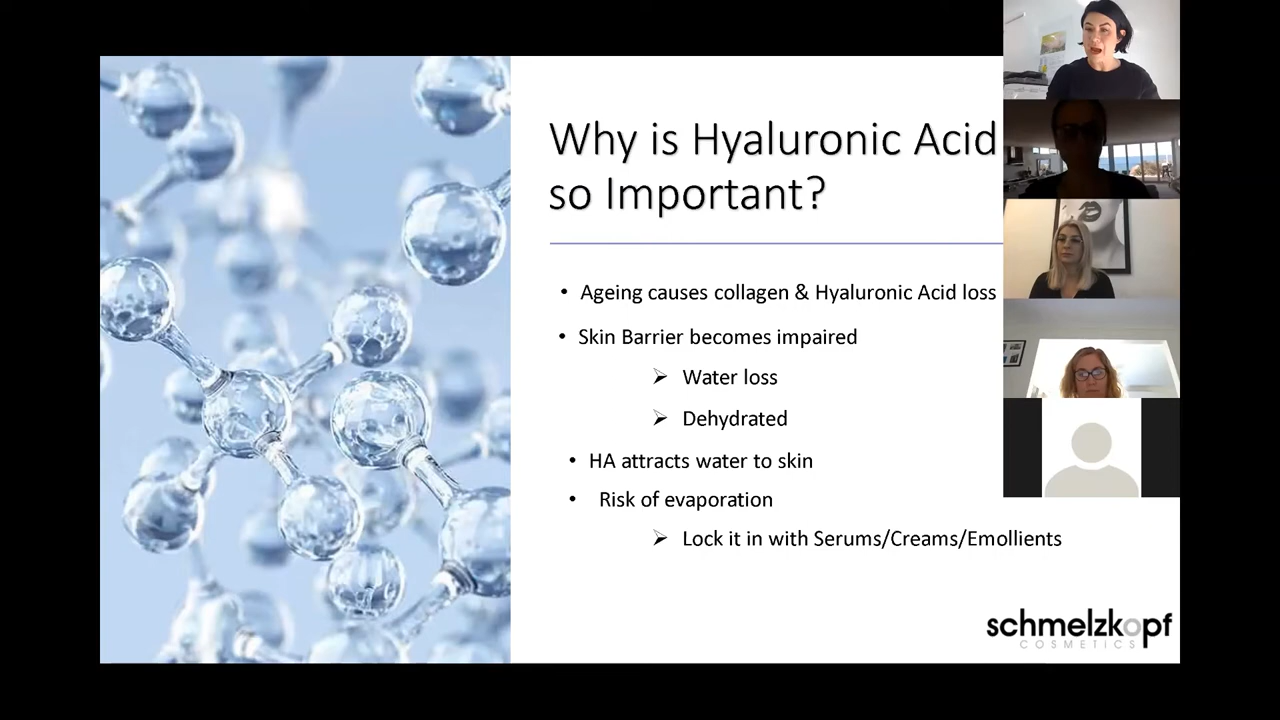 Why is Hyaluronic Acid
so Important?
• Ageing causes collagen & Hyaluronic Acid loss
• Skin Barrier becomes impaired
➢ Water loss
➢ Dehydrated
• HA attracts water to skin
• Risk of evaporation
➢ Lock it in with Serums/Creams/Emollients
schmelzkopf
COSMETICS